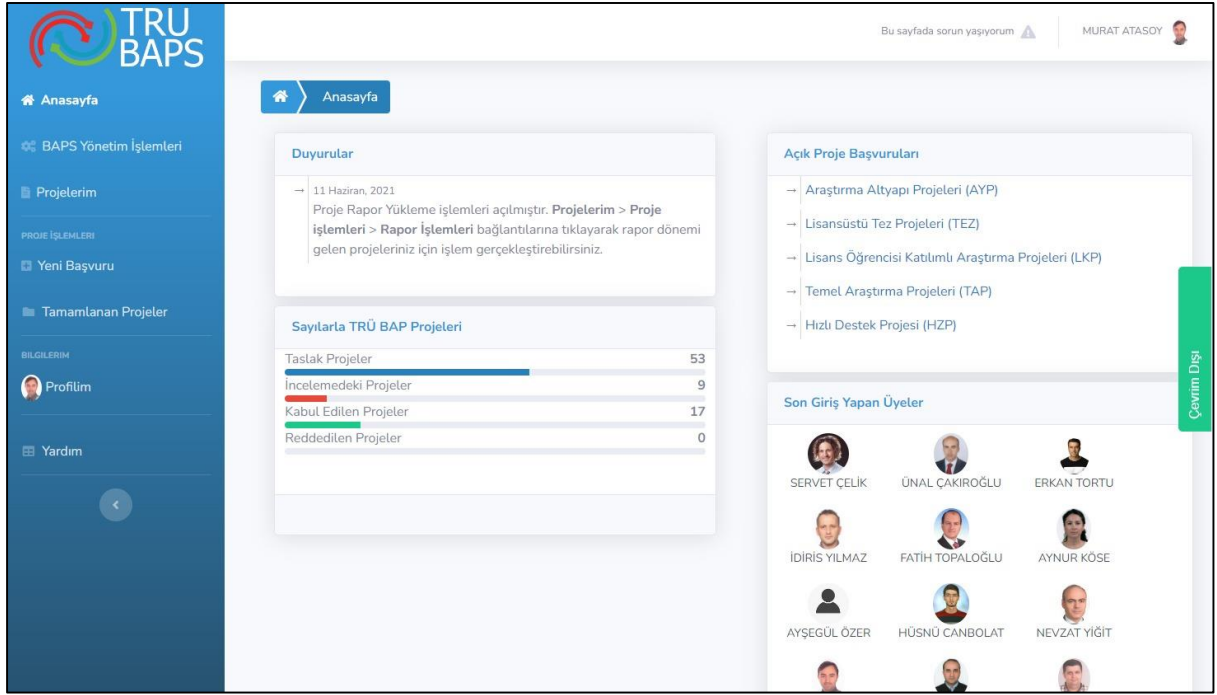 TRU
BAPS
Bu sayfada sorun yaşıyorum
MURAT ATASOY
Anasayfa
BAPS Yönetim İşlemleri
Projelerim
PROJE İŞLEMLERI
Yeni Başvuru
Tamamlanan Projeler
BILGILERIM
Profilim
Yardım
Anasayfa
Duyurular
→ 11 Haziran, 2021
Proje Rapor Yükleme işlemleri açılmıştır. Projelerim > Proje
işlemleri > Rapor İşlemleri bağlantılarına tıklayarak rapor dönemi
gelen projeleriniz için işlem gerçekleştirebilirsiniz.
Sayılarla TRÜ BAP Projeleri
Taslak Projeler 53
İncelemedeki Projeler 9
Kabul Edilen Projeler 17
Reddedilen Projeler 0
Açık Proje Başvuruları
→ Araştırma Altyapı Projeleri (AYP)
→ Lisansüstü Tez Projeleri (TEZ)
→ Lisans Öğrencisi Katılımlı Araştırma Projeleri (LKP)
→ Temel Araştırma Projeleri (TAP)
→ Hızlı Destek Projesi (HZP)
Son Giriş Yapan Üyeler
SERVET ÇELİK ÜNAL ÇAKIROĞLU ERKAN TORTU
İDİRİS YILMAZ FATİH TOPALOĞLU AYNUR KÖSE
AYŞEGÜL ÖZER HÜSNÜ CANBOLAT NEVZAT YİĞİT
Çevrim Dışı